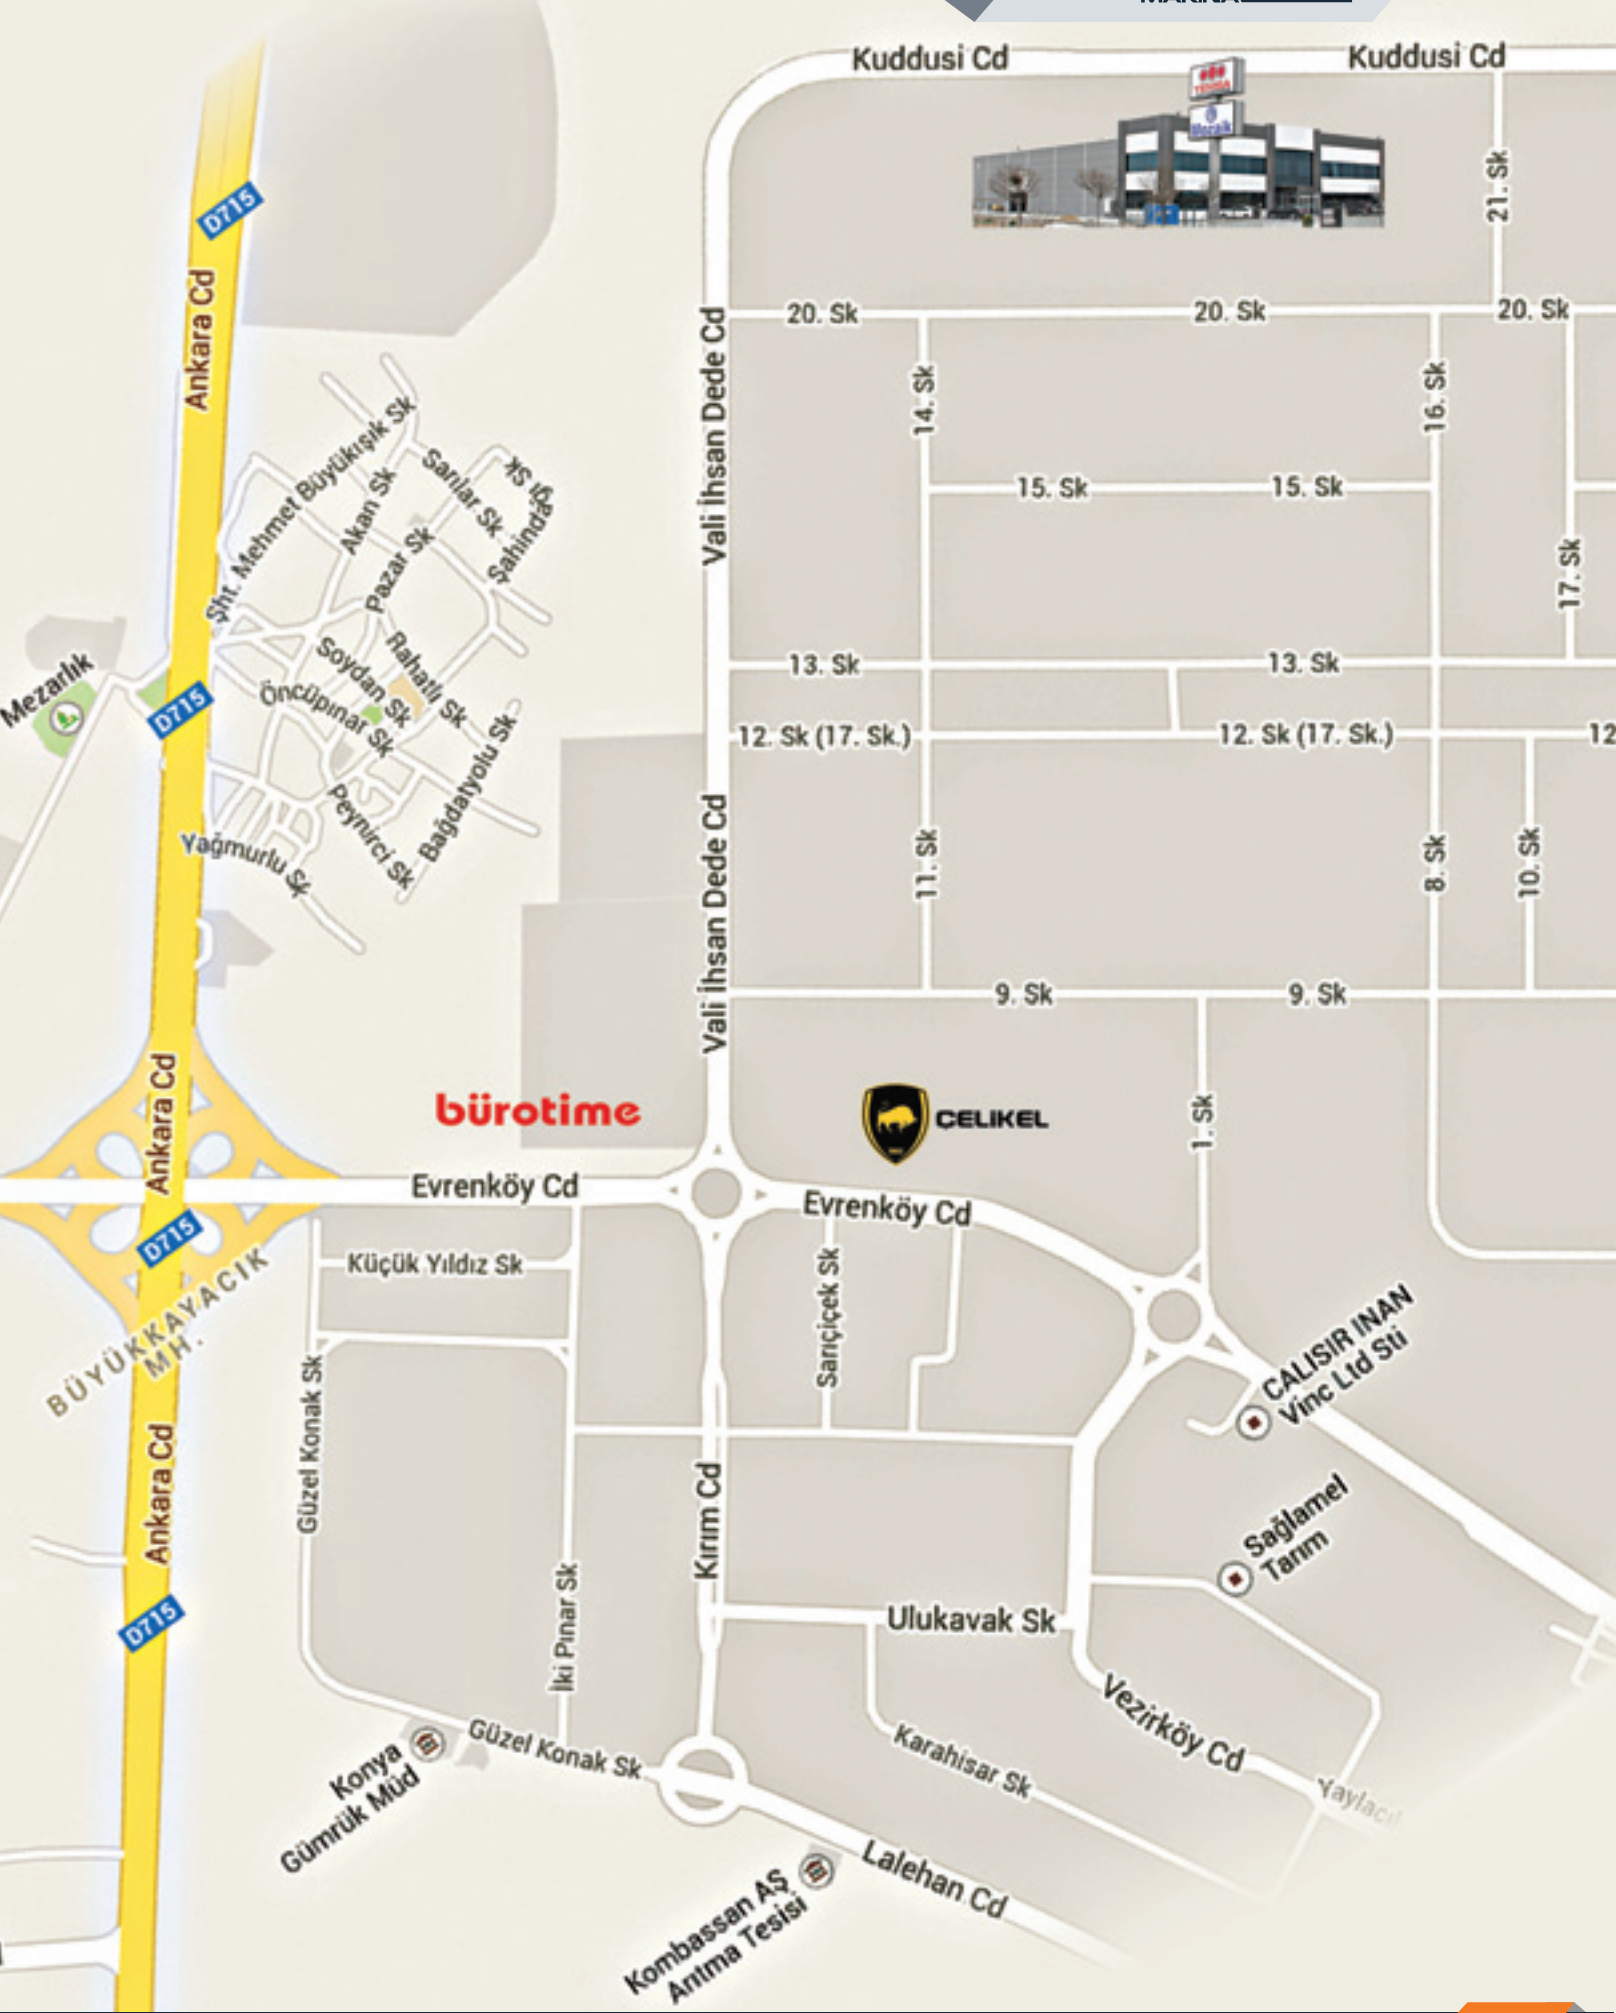 MAKİNA
Kuddusi Cd
Kuddusi Cd
TEKNİKA
Mozaik
21. Sk
D715
Ankara Cd
20. Sk
20. Sk
20. Sk
Vali İhsan Dede Cd
14. Sk
16. Sk
Şht. Mehmet Büyükışık Sk
Akan Sk
Sarılar Sk
Şahindağı Sk
Pazar Sk
15. Sk
15. Sk
17. Sk
Mezarlık
D715
Soydan Sk
Rahatlı Sk
Öncüpınar Sk
13. Sk
13. Sk
12. Sk (17. Sk.)
12. Sk (17. Sk.)
12
Peynirci Sk
Bağdatyolu Sk
Yağmurlu Sk
Vali İhsan Dede Cd
11. Sk
8. Sk
10. Sk
9. Sk
9. Sk
Ankara Cd
bürotime
ÇELİKEL
1. Sk
Evrenköy Cd
Evrenköy Cd
D715
BÜYÜKKAYACIK
MH.
Küçük Yıldız Sk
Sarıçiçek Sk
Güzel Konak Sk
CALISIR INAN
Vinc Ltd Sti
Ankara Cd
Kırım Cd
Sağlamel
Tarım
D715
İki Pınar Sk
Ulukavak Sk
Vezirköy Cd
Güzel Konak Sk
Konya
Gümrük Müd
Karahisar Sk
Lalehan Cd
Kombassan AŞ
Arıtma Tesisi